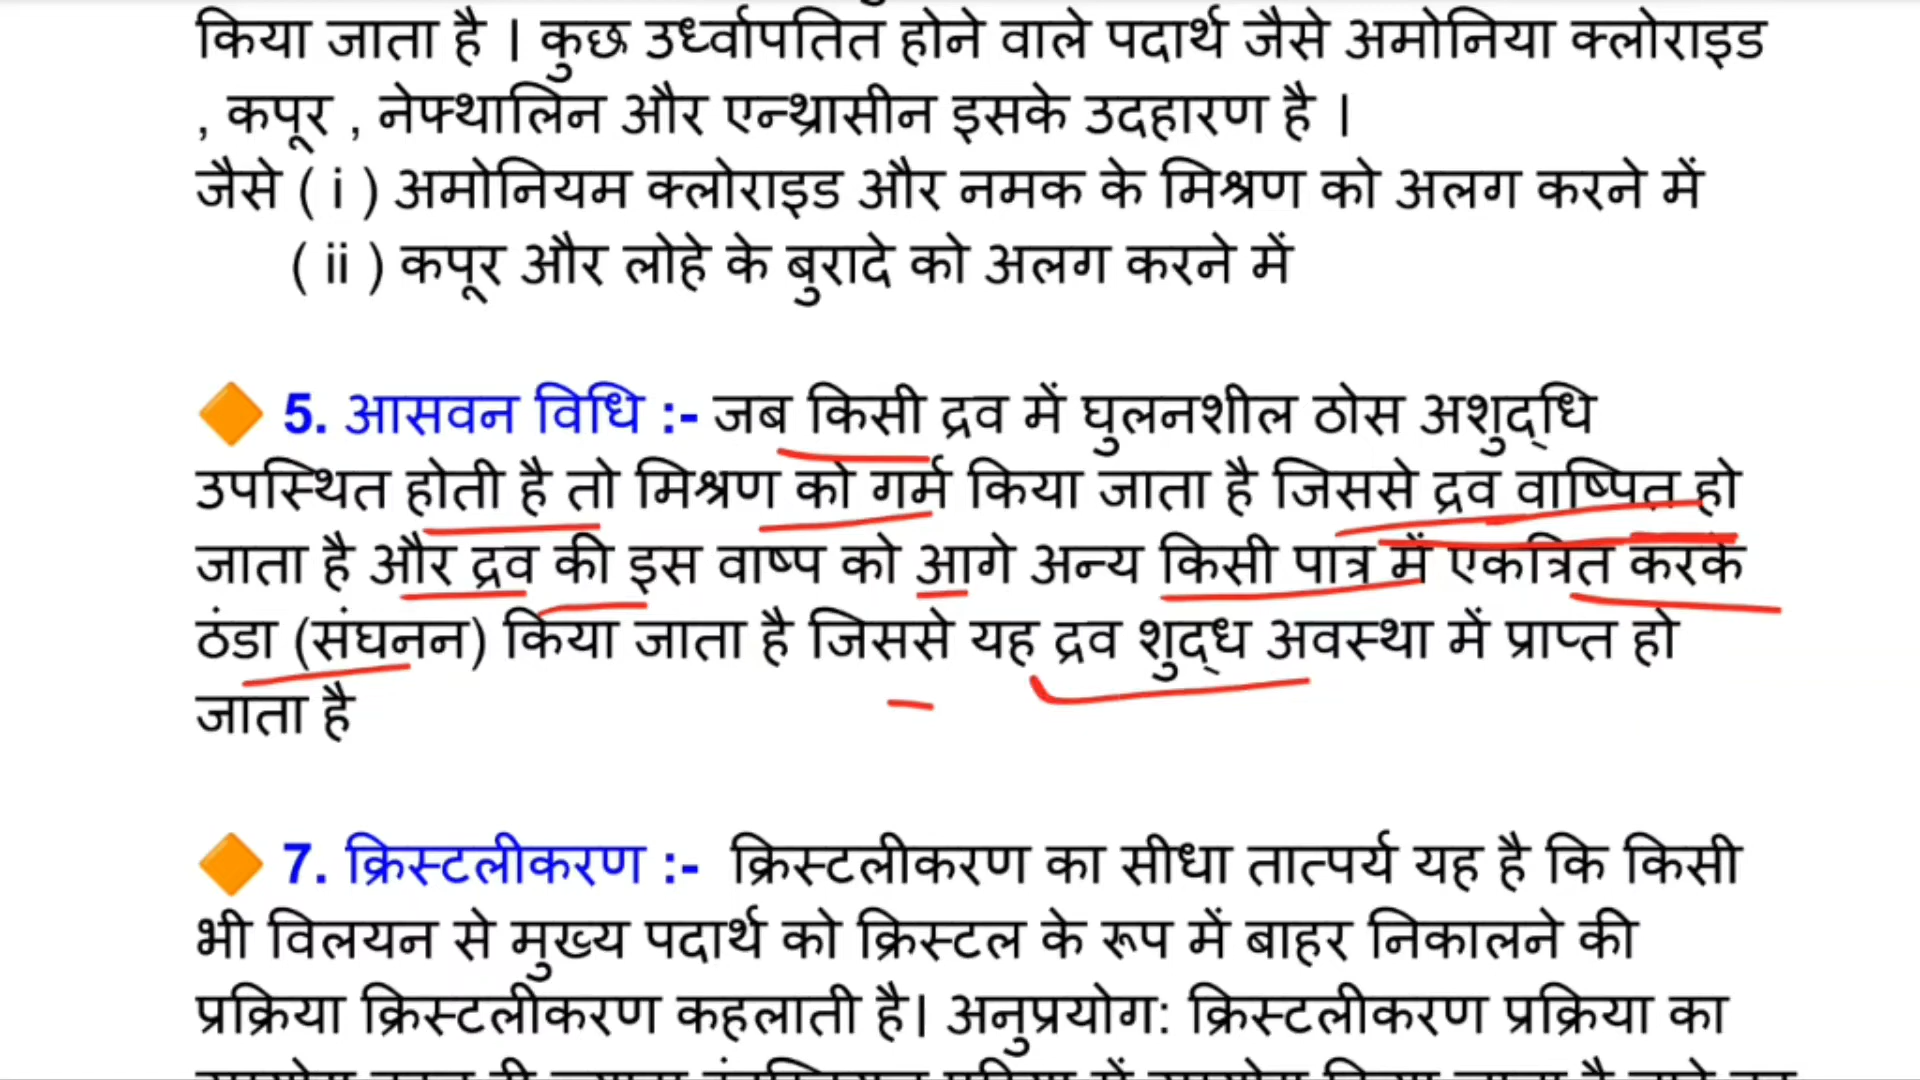 किया जाता है । कुछ उर्ध्वापतित होने वाले पदार्थ जैसे अमोनिया क्लोराइड
, कपूर , नेफ्थालिन और एन्थ्रासीन इसके उदहारण है ।
जैसे ( i ) अमोनियम क्लोराइड और नमक के मिश्रण को अलग करने में
( ii ) कपूर और लोहे के बुरादे को अलग करने में
5. आसवन विधि :- जब किसी द्रव में घुलनशील ठोस अशुद्धि
उपस्थित होती है तो मिश्रण को गर्म किया जाता है जिससे द्रव वाष्पित हो
जाता है और द्रव की इस वाष्प को आगे अन्य किसी पात्र में एकत्रित करके
ठंडा (संघनन) किया जाता है जिससे यह द्रव शुद्ध अवस्था में प्राप्त हो
जाता है
7. क्रिस्टलीकरण :- क्रिस्टलीकरण का सीधा तात्पर्य यह है कि किसी
भी विलयन से मुख्य पदार्थ को क्रिस्टल के रूप में बाहर निकालने की
प्रक्रिया क्रिस्टलीकरण कहलाती है। अनुप्रयोग: क्रिस्टलीकरण प्रक्रिया का